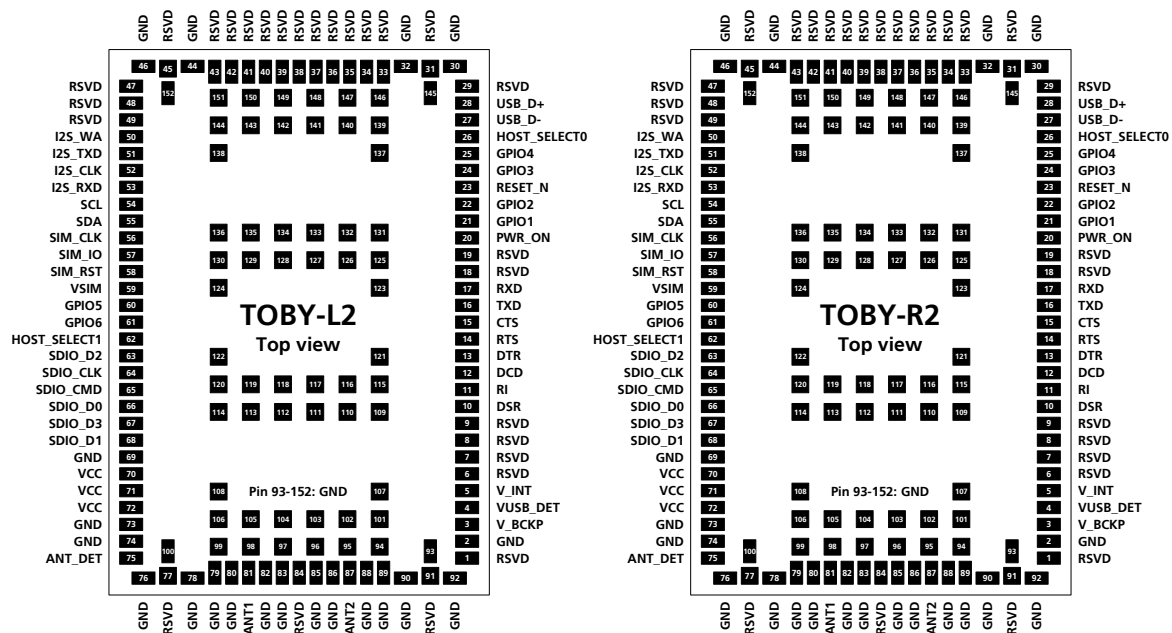 GND RSVD GND RSVD RSVD RSVD RSVD RSVD RSVD RSVD RSVD RSVD RSVD RSVD GND RSVD GND
46 45 44 43 42 41 40 39 38 37 36 35 34 33 32 31 30
RSVD 47 29 RSVD
152 145
151 150 149 148 147 146
RSVD 48 28 USB_D+
RSVD 49 27 USB_D-
144 143 142 141 140 139
I2S_WA 50 26 HOST_SELECT0
I2S_TXD 51 138 137 25 GPIO4
I2S_CLK 52 24 GPIO3
I2S_RXD 53 23 RESET_N
SCL 54 22 GPIO2
SDA 55 21 GPIO1
136 135 134 133 132 131
SIM_CLK 56 20 PWR_ON
SIM_IO 57 19 RSVD
130 129 128 127 126 125
SIM_RST 58 18 RSVD
VSIM 59 124 123 17 RXD
GPIO5 60 16 TXD
TOBY-L2
GPIO6 61 15 CTS
HOST_SELECT1 62 14 RTS
Top view
SDIO_D2 63 122 121 13 DTR
SDIO_CLK 64 12 DCD
120 119 118 117 116 115
SDIO_CMD 65 11 RI
SDIO_D0 66 10 DSR
114 113 112 111 110 109
SDIO_D3 67 9 RSVD
SDIO_D1 68 8 RSVD
GND 69 7 RSVD
VCC 70 6 RSVD
VCC 71 108 Pin 93-152: GND 107 5 V_INT
VCC 72 4 VUSB_DET
106 105 104 103 102 101
GND 73 3 V_BCKP
GND 74 2 GND
99 98 97 96 95 94
100 93
ANT_DET 75 1 RSVD
76 77 78 79 80 81 82 83 84 85 86 87 88 89 90 91 92
GND RSVD GND GND GND ANT1 GND GND RSVD GND GND ANT2 GND GND GND RSVD GND
GND RSVD GND RSVD RSVD RSVD RSVD RSVD RSVD RSVD RSVD RSVD RSVD RSVD GND RSVD GND
46 45 44 43 42 41 40 39 38 37 36 35 34 33 32 31 30
RSVD 47 29 RSVD
152 145
151 150 149 148 147 146
RSVD 48 28 USB_D+
RSVD 49 27 USB_D-
144 143 142 141 140 139
I2S_WA 50 26 HOST_SELECT0
I2S_TXD 51 138 137 25 GPIO4
I2S_CLK 52 24 GPIO3
I2S_RXD 53 23 RESET_N
SCL 54 22 GPIO2
SDA 55 21 GPIO1
136 135 134 133 132 131
SIM_CLK 56 20 PWR_ON
SIM_IO 57 19 RSVD
130 129 128 127 126 125
SIM_RST 58 18 RSVD
VSIM 59 124 123 17 RXD
GPIO5 60 16 TXD
TOBY-R2
GPIO6 61 15 CTS
HOST_SELECT1 62 14 RTS
Top view
SDIO_D2 63 122 121 13 DTR
SDIO_CLK 64 12 DCD
120 119 118 117 116 115
SDIO_CMD 65 11 RI
SDIO_D0 66 10 DSR
114 113 112 111 110 109
SDIO_D3 67 9 RSVD
SDIO_D1 68 8 RSVD
GND 69 7 RSVD
VCC 70 6 RSVD
VCC 71 108 Pin 93-152: GND 107 5 V_INT
VCC 72 4 VUSB_DET
106 105 104 103 102 101
GND 73 3 V_BCKP
GND 74 2 GND
99 98 97 96 95 94
100 93
ANT_DET 75 1 RSVD
76 77 78 79 80 81 82 83 84 85 86 87 88 89 90 91 92
GND RSVD GND GND GND ANT1 GND GND RSVD GND GND ANT2 GND GND GND RSVD GND